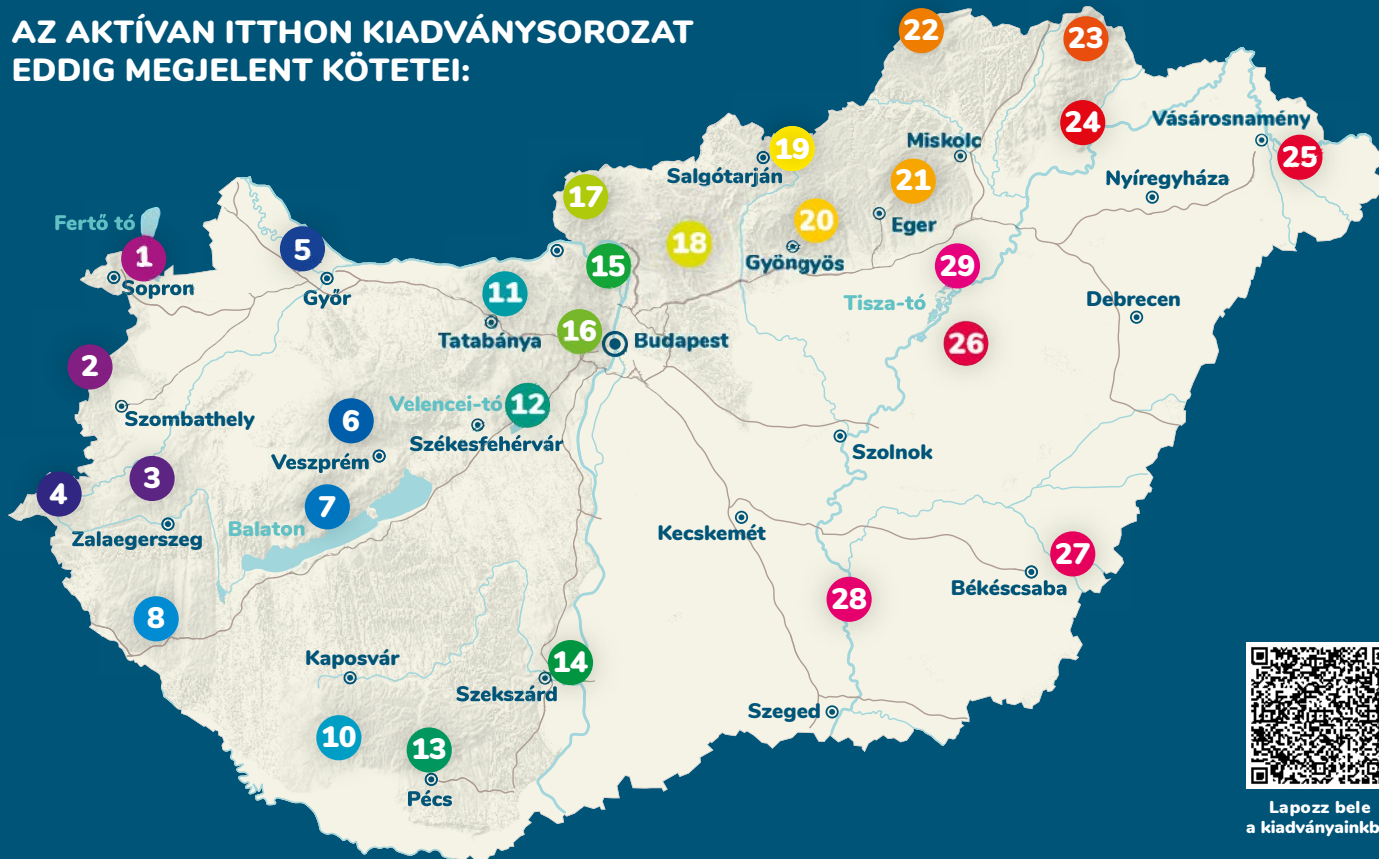 AZ AKTÍVAN ITTHON KIADVÁNYSOROZAT
EDDIG MEGJELENT KÖTETEI:
22
23
24
Vásárosnamény
25
Miskolc
19
Salgótarján
21
Nyíregyháza
17
Fertő tó
20
Eger
18
5
1
15
Gyöngyös
29
Sopron
Győr
11
Tisza-tó
Debrecen
16
Tatabánya
Budapest
26
2
Velencei-tó
12
Szombathely
6
Székesfehérvár
Veszprém
Szolnok
3
4
7
Balaton
Zalaegerszeg
Kecskemét
27
Békéscsaba
28
8
Kaporvár
14
Szekszárd
Szeged
10
13
Pécs
Lapozz bele
a kiadványainkb